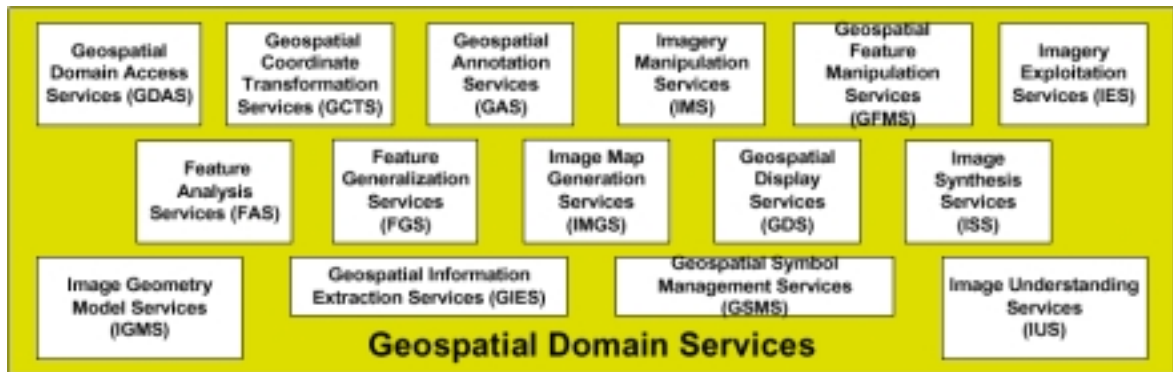 Geospatial
Domain Access
Services (GDAS)
Geospatial
Coordinate
Transformation
Services (GCTS)
Geospatial
Annotation
Services
(GAS)
Imagery
Manipulation
Services
(IMS)
Geospatial
Feature
Manipulation
Services
(GFMS)
Imagery
Exploitation
Services (IES)
Feature
Analysis
Services (FAS)
Feature
Generalization
Services
(FGS)
Image Map
Generation
Services
(IMGS)
Geospatial
Display
Services
(GDS)
Image
Synthesis
Services
(ISS)
Image Geometry
Model Services
(IGMS)
Geospatial Information
Extraction Services (GIES)
Geospatial Symbol
Management Services
(GSMS)
Image Understanding
Services
(IUS)
Geospatial Domain Services